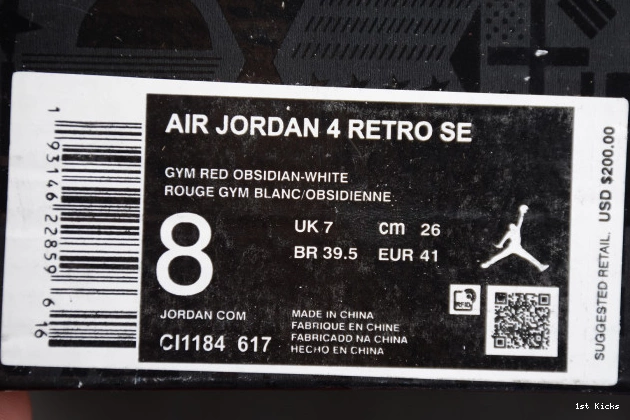 AIR JORDAN 4 RETRO SE
GYM RED OBSIDIAN-WHITE
ROUGE GYM BLANC/OBSIDIENNE
8
UK 7 cm 26
BR 39.5 EUR 41
JORDAN COM
CI1184 617
MADE IN CHINA
FABRIQUE EN CHINE
FABRICADO NA CHINA
HECHO EN CHINA
1 93146 22859 6 16
SUGGESTED RETAIL. USD $200.00
1st Kicks